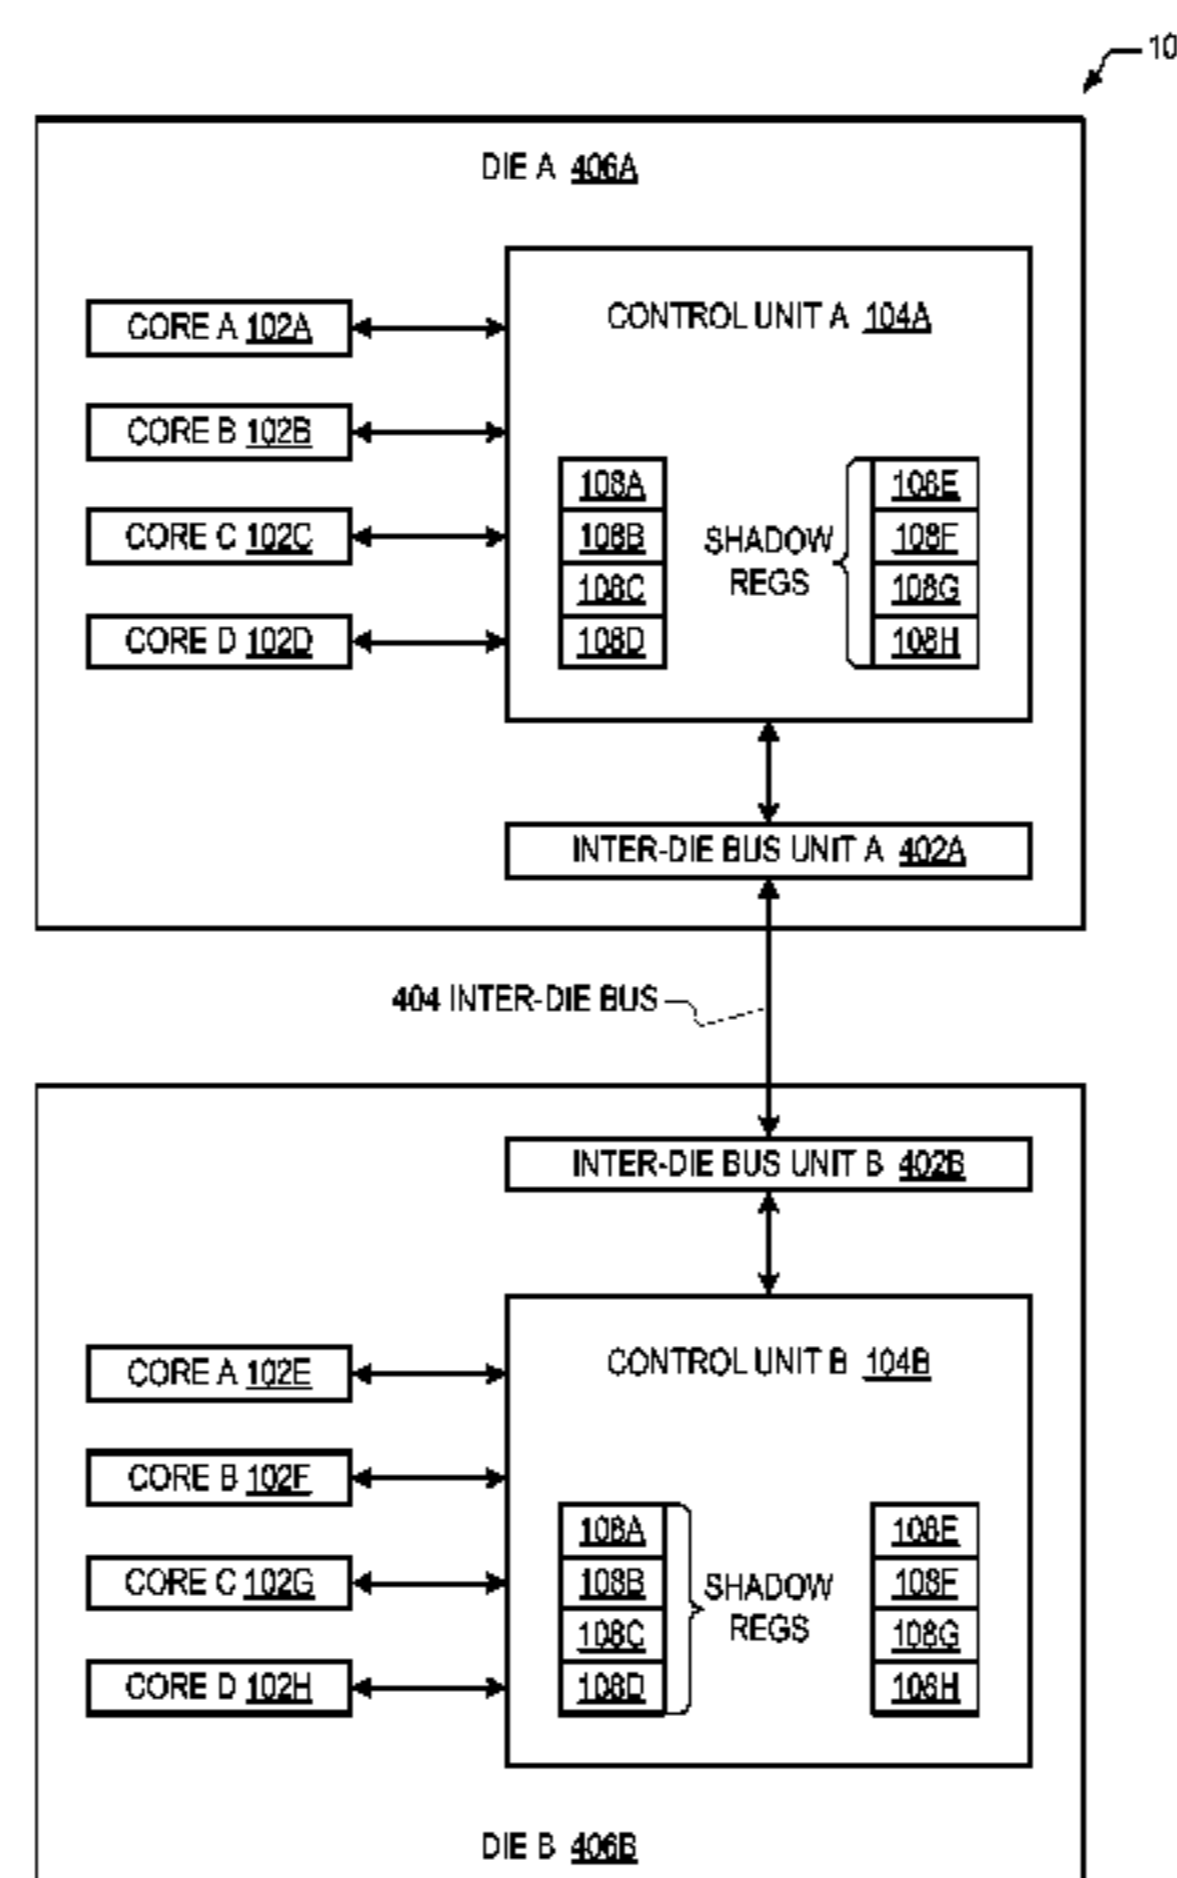 10
DIE A 406A
CONTROL UNIT A 104A
CORE A 102A
CORE B 102B
CORE C 102C
CORE D 102D
108A
108B
108C
108D
SHADOW
REGS
108E
108F
108G
108H
INTER-DIE BUS UNIT A 402A
404 INTER-DIE BUS
INTER-DIE BUS UNIT B 402B
CONTROL UNIT B 104B
CORE A 102E
CORE B 102F
CORE C 102G
CORE D 102H
108A
108B
108C
108D
SHADOW
REGS
108E
108F
108G
108H
DIE B 406B